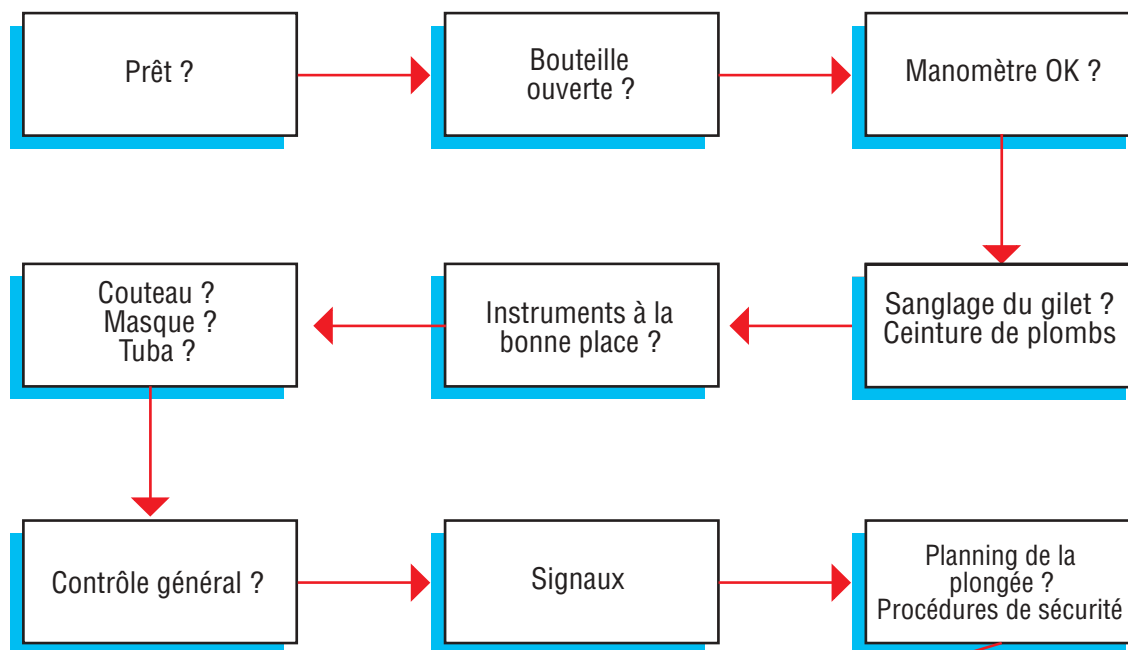 Prêt ?
Bouteille
ouverte ?
Manomètre OK ?
Sanglage du gilet ?
Ceinture de plombs
Instruments à la
bonne place ?
Couteau ?
Masque ?
Tuba ?
Contrôle général ?
Signaux
Planning de la
plongée ?
Procédures de sécurité